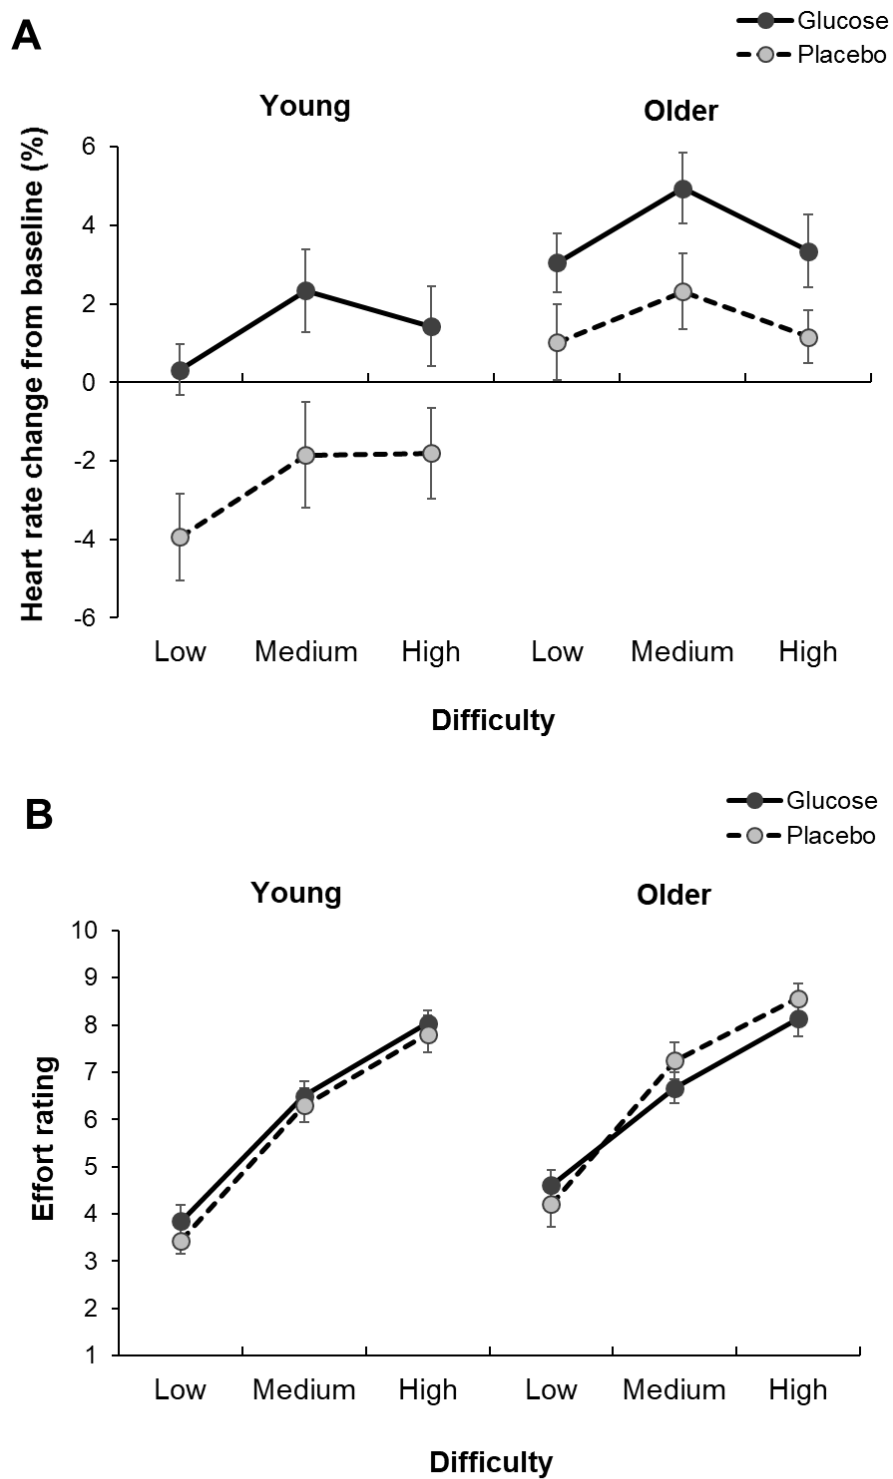 A
Glucose
Placebo
Young
Older
Heart rate change from baseline (%)
6
4
2
0
-2
-4
-6
Low Medium High Low Medium High
Difficulty
B
Glucose
Placebo
Young
Older
Effort rating
10
9
8
7
6
5
4
3
2
1
Low Medium High Low Medium High
Difficulty